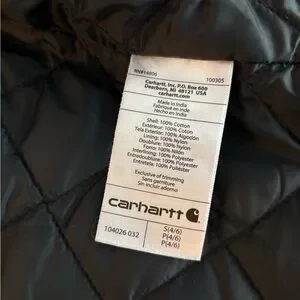 RN#14806
100305
Carhartt, Inc. P.O. Box 600
Dearborn, MI 48121 USA
carhartt.com
Made in India
Fabriqué en Inde
Hecho en India
Shell: 100% Cotton
Extérieur: 100% Coton
Tela Exterior: 100% Algodón
Lining: 100% Nylon
Doublure: 100% Nylon
Forro: 100% Nilón
Interlining: 100% Polyester
Entredoublure: 100% Polyester
Entretela: 100% Poliéster
Exclusive of trimming
Sans garniture
Sin incluir adorno
carhartt
104026 032
S(4/6)
P(4/6)
P(4/6)